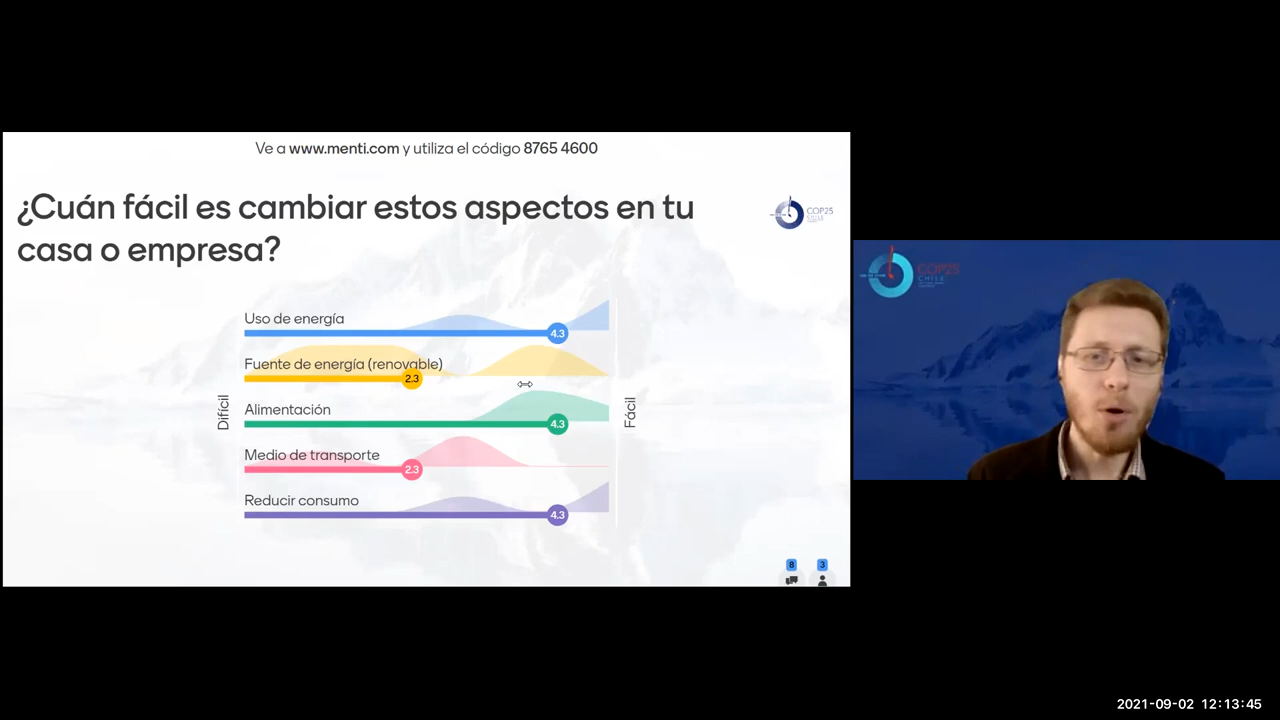 Ve a www.menti.com y utiliza el código 8765 4600
¿Cuán fácil es cambiar estos aspectos en tu
casa o empresa?
COP25
CHILE
COP25
CHILE
Uso de energía
4.3
Fuente de energía (renovable)
2.3
Difícil
Fácil
Alimentación
4.3
Medio de transporte
2.3
Reducir consumo
4.3
8 3
2021-09-02 12:13:45